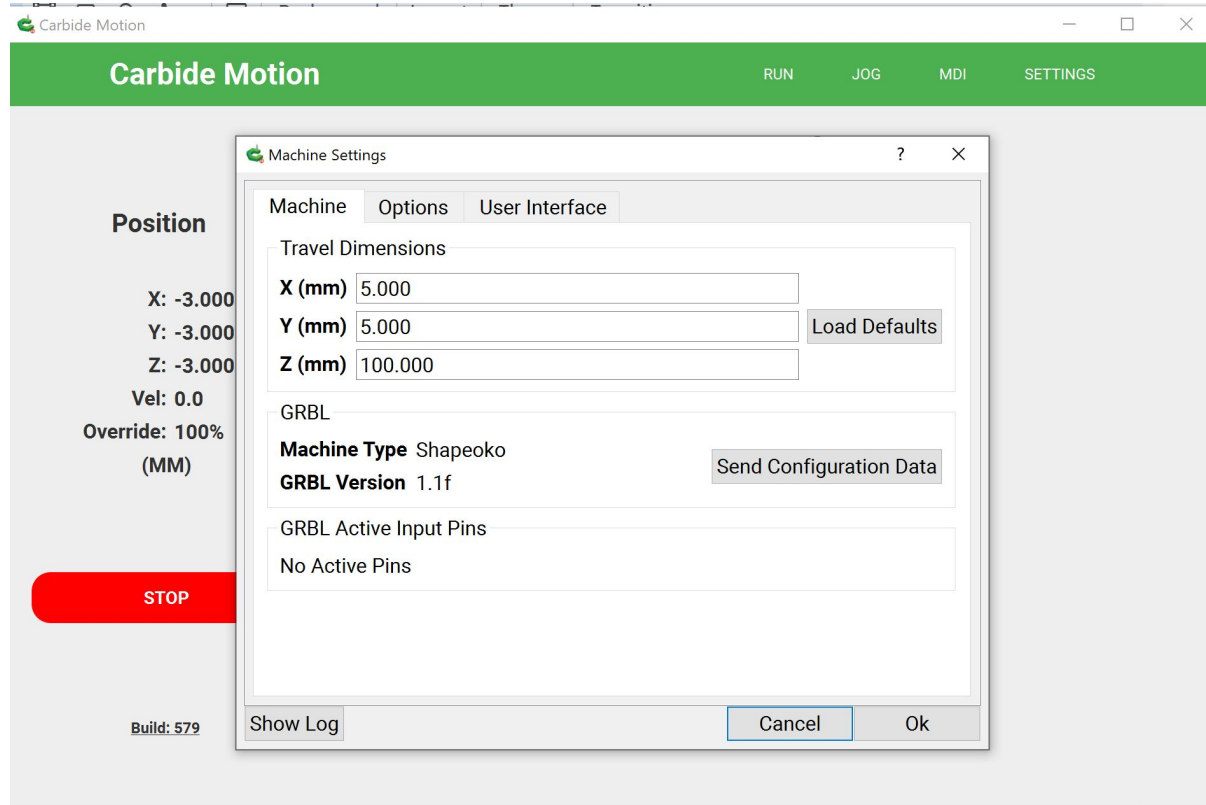 Carbide Motion
Carbide Motion
RUN JOG MDI SETTINGS
Machine Settings
?
Machine Options User Interface
Position
Travel Dimensions
X (mm) 5.000
X: -3.000
Y (mm) 5.000
Load Defaults
Y: -3.000
Z (mm) 100.000
Z: -3.000
Vel: 0.0
GRBL
Override: 100%
Machine Type Shapeoko
(MM)
Send Configuration Data
GRBL Version 1.1f
GRBL Active Input Pins
No Active Pins
STOP
Show Log Cancel Ok
Build: 579